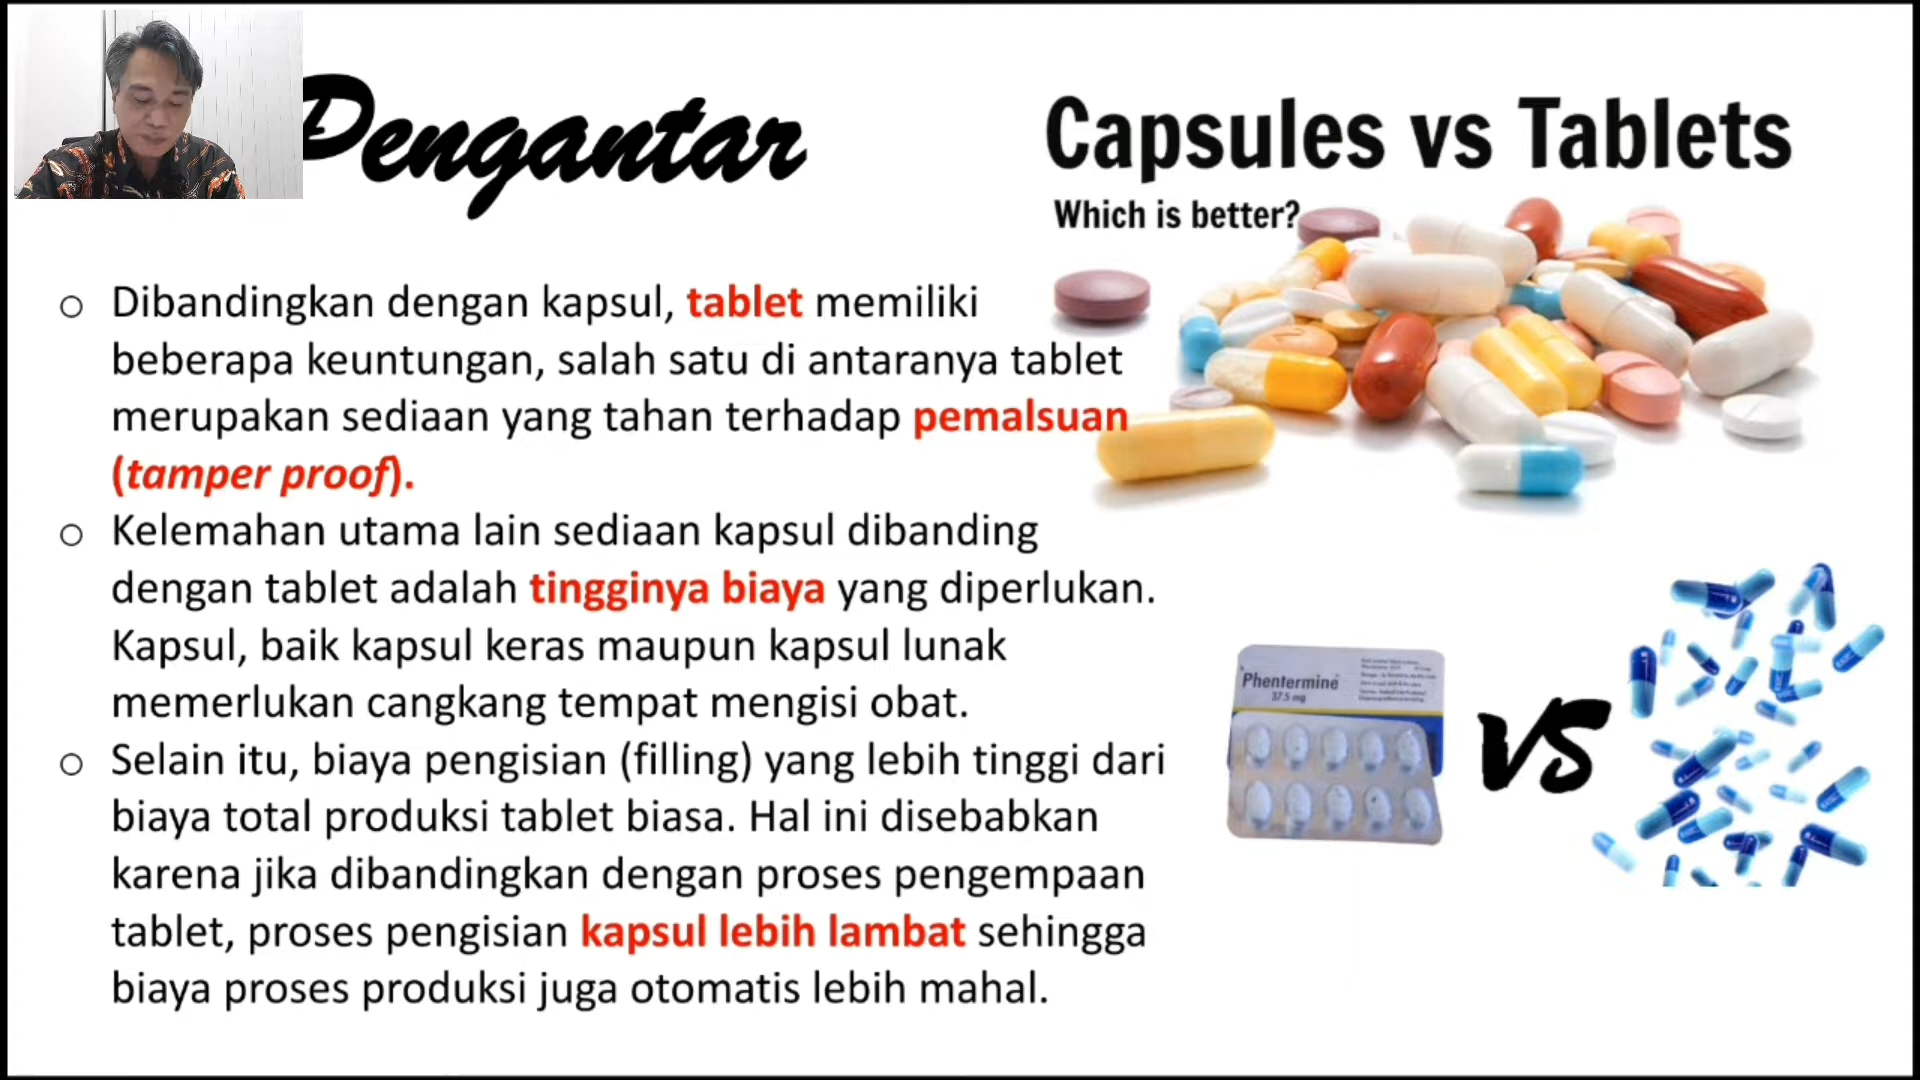 Pengantar
Capsules vs Tablets
Which is better?
○ Dibandingkan dengan kapsul, tablet memiliki
beberapa keuntungan, salah satu di antaranya tablet
merupakan sediaan yang tahan terhadap pemalsuan
(tamper proof).
○ Kelemahan utama lain sediaan kapsul dibanding
dengan tablet adalah tingginya biaya yang diperlukan.
Kapsul, baik kapsul keras maupun kapsul lunak
memerlukan cangkang tempat mengisi obat.
○ Selain itu, biaya pengisian (filling) yang lebih tinggi dari
biaya total produksi tablet biasa. Hal ini disebabkan
karena jika dibandingkan dengan proses pengempaan
tablet, proses pengisian kapsul lebih lambat sehingga
biaya proses produksi juga otomatis lebih mahal.
Phentermine
37.5 mg
VS